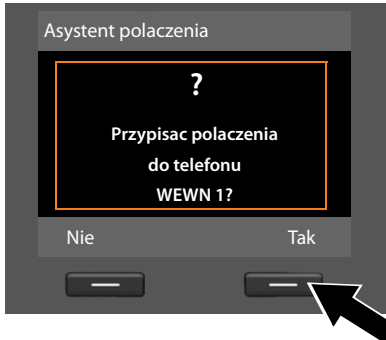 Asystent polaczenia
?
Przypisac polaczenia
do telefonu
WEWN 1?
Nie Tak